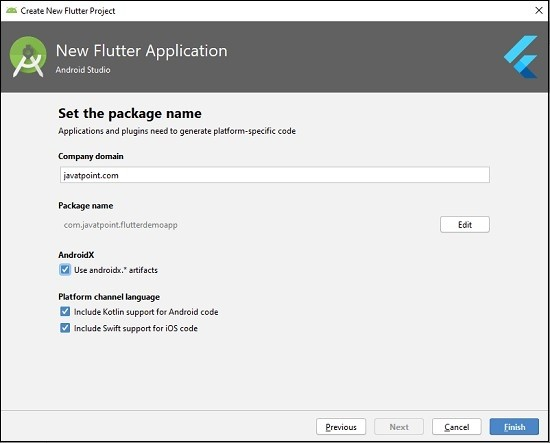 Create New Flutter Project
New Flutter Application
Android Studio
Set the package name
Applications and plugins need to generate platform-specific code
Company domain
javatpoint.com
Package name
com.javatpoint.flutterdemoapp
Edit
AndroidX
Use androidx.* artifacts
Platform channel language
Include Kotlin support for Android code
Include Swift support for iOS code
Previous Next Cancel Finish